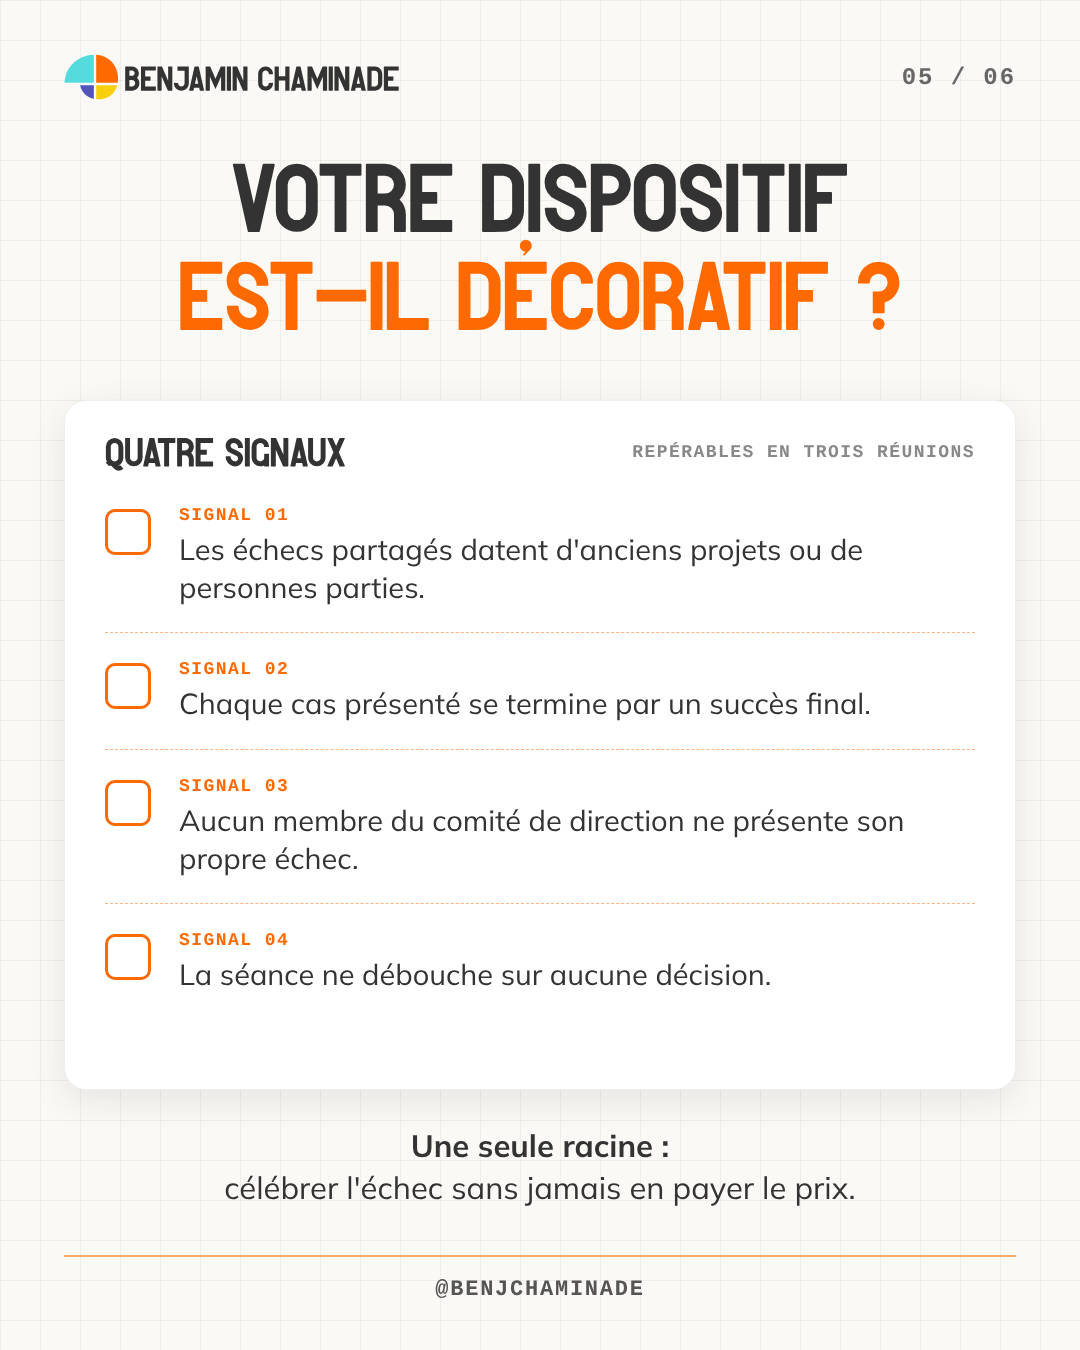 BENJAMIN CHAMINADE
05 / 06
VOTRE DISPOSITIF
EST-IL DÉCORATIF ?
QUATRE SIGNAUX
REPÉRABLES EN TROIS RÉUNIONS
SIGNAL 01
Les échecs partagés datent d'anciens projets ou de
personnes parties.
SIGNAL 02
Chaque cas présenté se termine par un succès final.
SIGNAL 03
Aucun membre du comité de direction ne présente son
propre échec.
SIGNAL 04
La séance ne débouche sur aucune décision.
Une seule racine :
célébrer l'échec sans jamais en payer le prix.
@BENJCHAMINADE